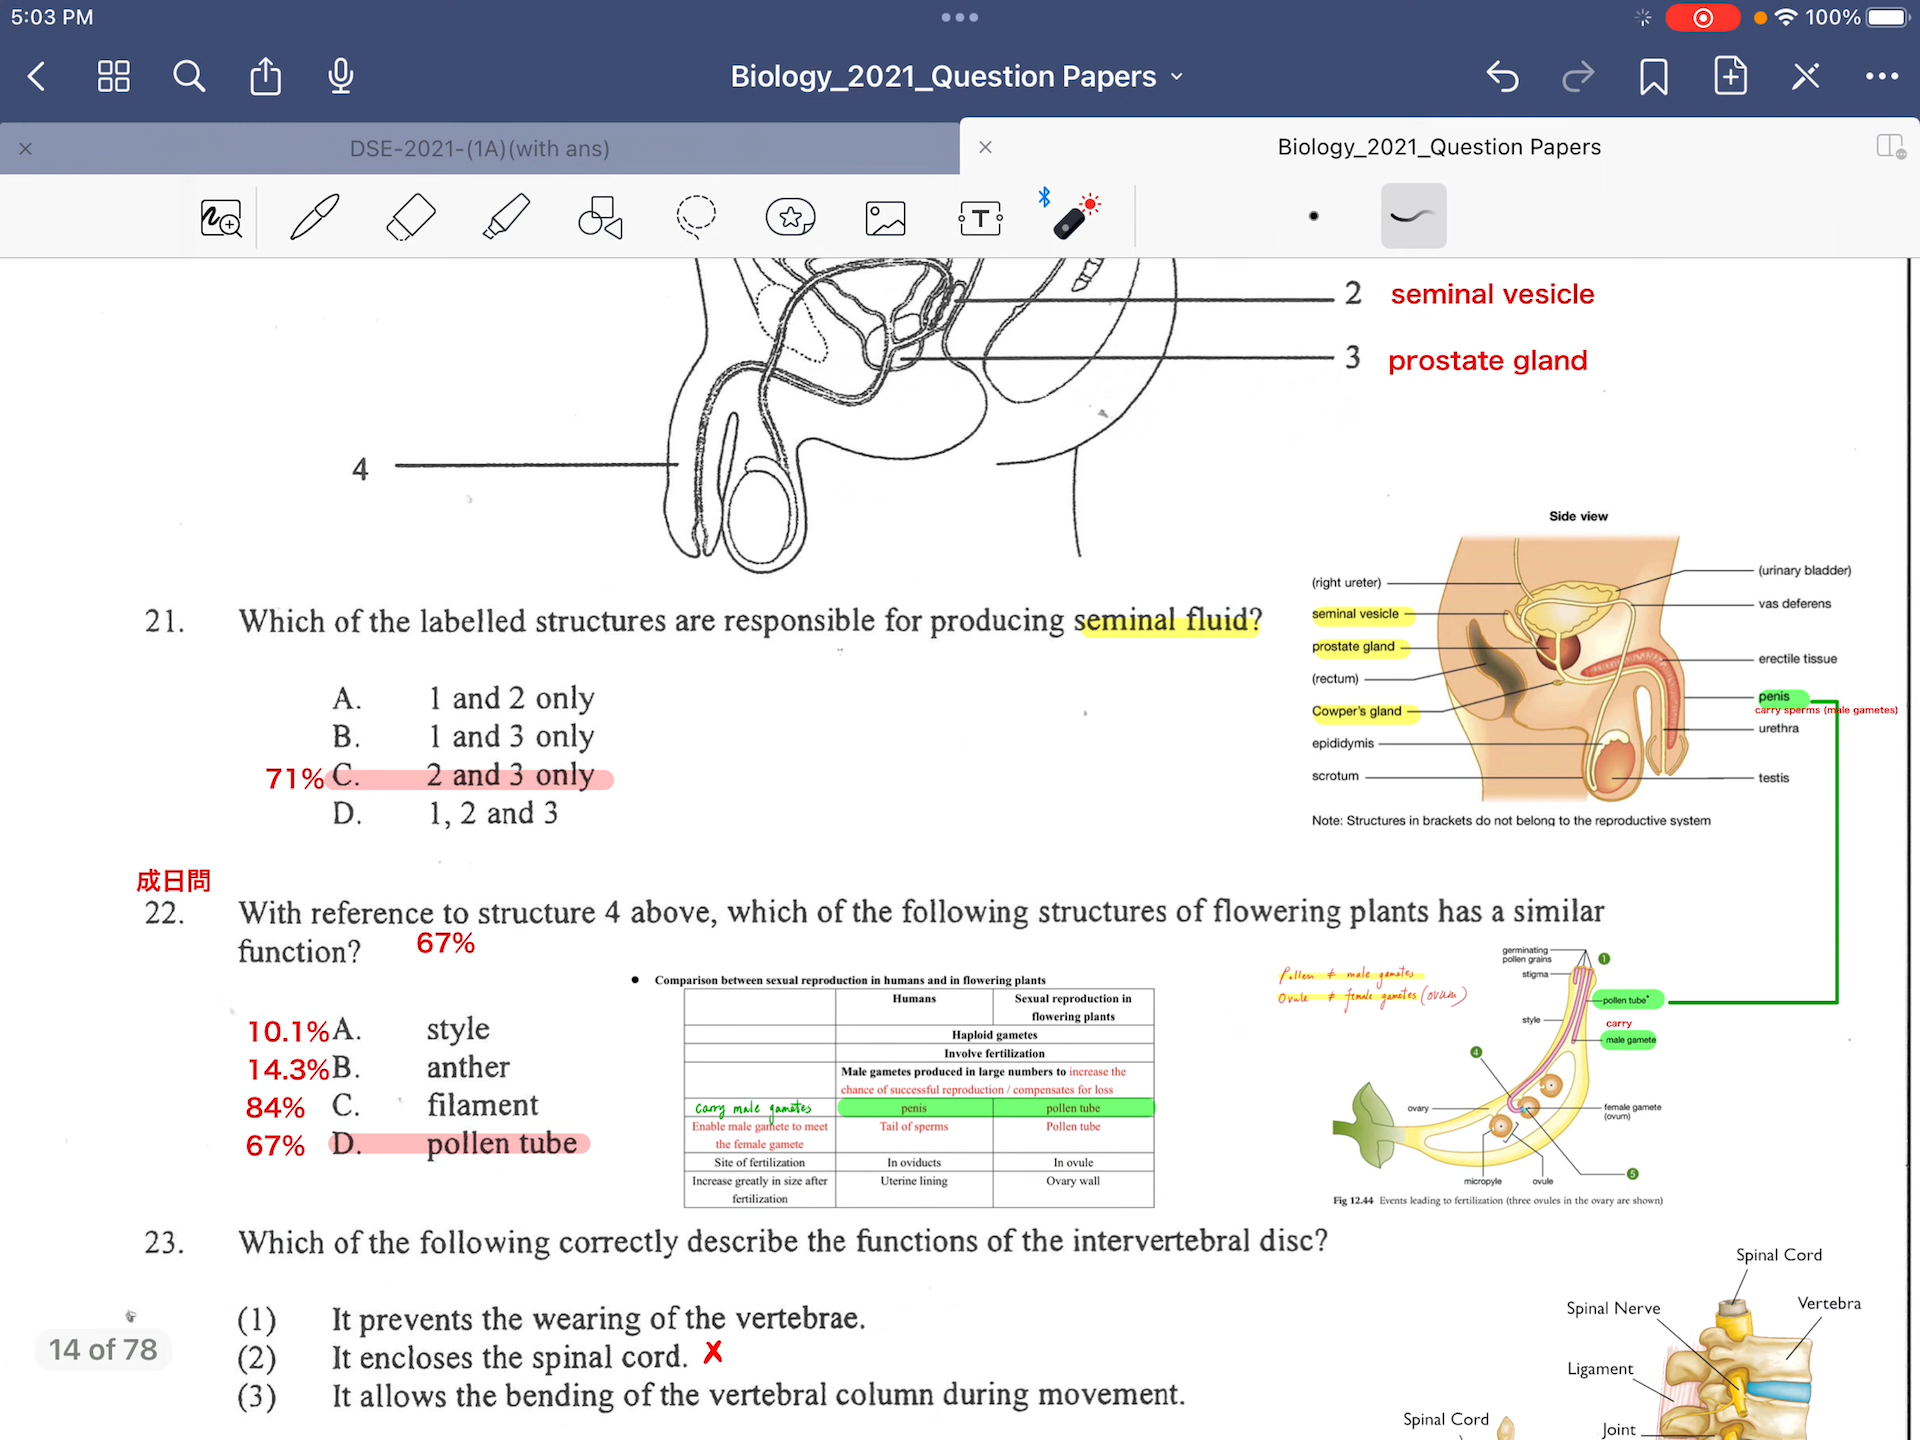 5:03 PM
100%
Biology_2021_Question Papers
DSE-2021-(1A)(with ans)
Biology_2021_Question Papers
T
2 seminal vesicle
3 prostate gland
4
Side view
(right ureter)
seminal vesicle
prostate gland
(rectum)
Cowper's gland
epididymis
scrotum
(urinary bladder)
vas deferens
erectile tissue
penis
carry sperms (male gametes)
urethra
testis
Note: Structures in brackets do not belong to the reproductive system
21. Which of the labelled structures are responsible for producing seminal fluid?
A. 1 and 2 only
B. 1 and 3 only
71% C. 2 and 3 only
D. 1, 2 and 3
成日問
22. With reference to structure 4 above, which of the following structures of flowering plants has a similar
function? 67%
10.1% A. style
14.3% B. anther
84% C. filament
67% D. pollen tube
Comparison between sexual reproduction in humans and in flowering plants
Humans Sexual reproduction in
flowering plants
Haploid gametes
Involve fertilization
Male gametes produced in large numbers to increase the
chance of successful reproduction / compensates for loss
Carry male gametes penis pollen tube
Enable male gamete to meet Tail of sperms Pollen tube
the female gamete
Site of fertilization In oviducts In ovule
Increase greatly in size after Uterine lining Ovary wall
fertilization
Pollen ≠ male gametes
Ovule ≠ female gametes (ovum)
germinating
pollen grains
1
stigma
pollen tube*
style
carry
male gamete
4
ovary
female gamete
(ovum)
5
micropyle
ovule
Fig 12.44 Events leading to fertilization (three ovules in the ovary are shown)
23. Which of the following correctly describe the functions of the intervertebral disc?
(1) It prevents the wearing of the vertebrae.
(2) It encloses the spinal cord. ✗
(3) It allows the bending of the vertebral column during movement.
14 of 78
Spinal Cord
Spinal Nerve
Vertebra
Ligament
Spinal Cord
Joint